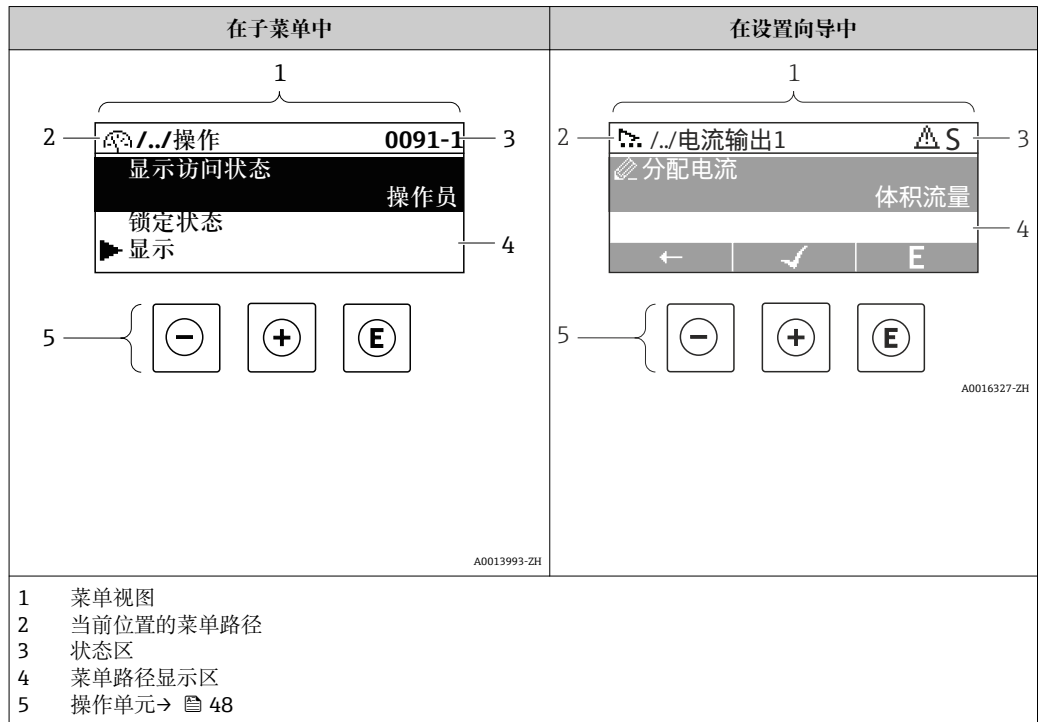 在子菜单中 在设置向导中
1 1
2 /../操作 0091-1 3 2 /../电流输出1 S 3
显示访问状态 分配电流
操作员 体积流量
锁定状态
显示 4 4
← ✓ E
5 - + E 5 - + E
A0016327-ZH
A0013993-ZH
1 菜单视图
2 当前位置的菜单路径
3 状态区
4 菜单路径显示区
5 操作单元→ 48